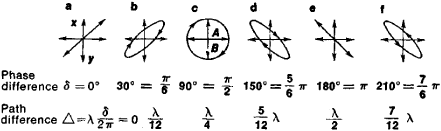 a b c d e f
x
y
A
B
Phase
difference δ = 0° 30° = π/6 90° = π/2 150° = 5/6 π 180° = π 210° = 7/6 π
Path
difference △ = λ δ/2π = 0 λ/12 λ/4 5/12 λ λ/2 7/12 λ